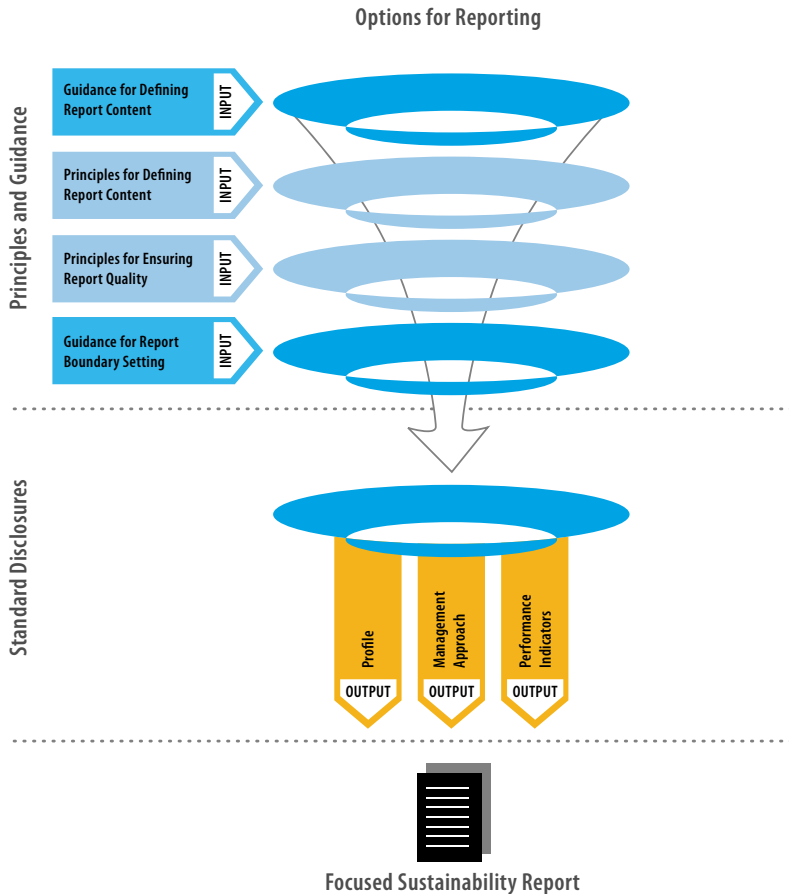 Options for Reporting
Principles and Guidance
Guidance for Defining
Report Content
INPUT
Principles for Defining
Report Content
INPUT
Principles for Ensuring
Report Quality
INPUT
Guidance for Report
Boundary Setting
INPUT
Standard Disclosures
Profile
OUTPUT
Management
Approach
OUTPUT
Performance
Indicators
OUTPUT
Focused Sustainability Report